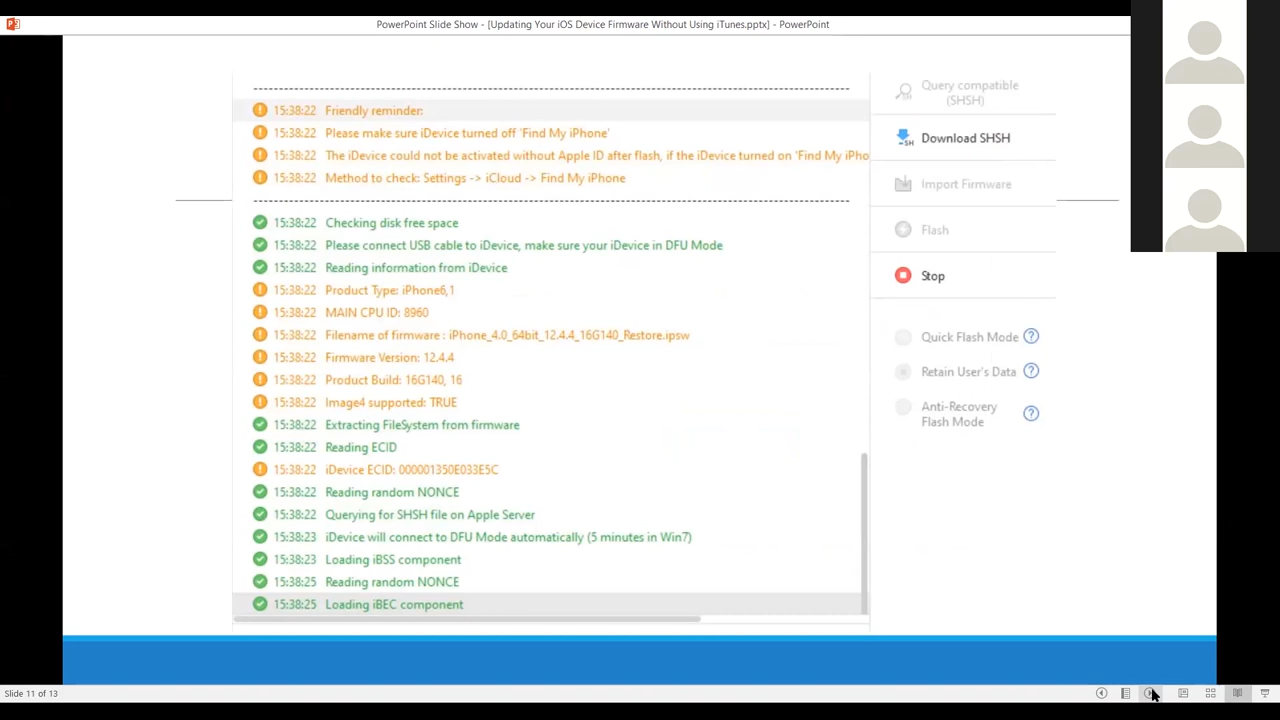 PowerPoint Slide Show - [Updating Your iOS Device Firmware Without Using iTunes.pptx] - PowerPoint
15:38:22 Friendly reminder:
15:38:22 Please make sure iDevice turned off 'Find My iPhone'
15:38:22 The iDevice could not be activated without Apple ID after flash, if the iDevice turned on 'Find My iPho
15:38:22 Method to check: Settings -> iCloud -> Find My iPhone
15:38:22 Checking disk free space
15:38:22 Please connect USB cable to iDevice, make sure your iDevice in DFU Mode
15:38:22 Reading information from iDevice
15:38:22 Product Type: iPhone6,1
15:38:22 MAIN CPU ID: 8960
15:38:22 Filename of firmware : iPhone_4.0_64bit_12.4.4_16G140_Restore.ipsw
15:38:22 Firmware Version: 12.4.4
15:38:22 Product Build: 16G140, 16
15:38:22 Image4 supported: TRUE
15:38:22 Extracting FileSystem from firmware
15:38:22 Reading ECID
15:38:22 iDevice ECID: 000001350E033E5C
15:38:22 Reading random NONCE
15:38:22 Querying for SHSH file on Apple Server
15:38:23 iDevice will connect to DFU Mode automatically (5 minutes in Win7)
15:38:23 Loading iBSS component
15:38:25 Reading random NONCE
15:38:25 Loading iBEC component
Query compatible
(SHSH)
Download SHSH
Import Firmware
Flash
Stop
Quick Flash Mode
Retain User's Data
Anti-Recovery
Flash Mode
Slide 11 of 13